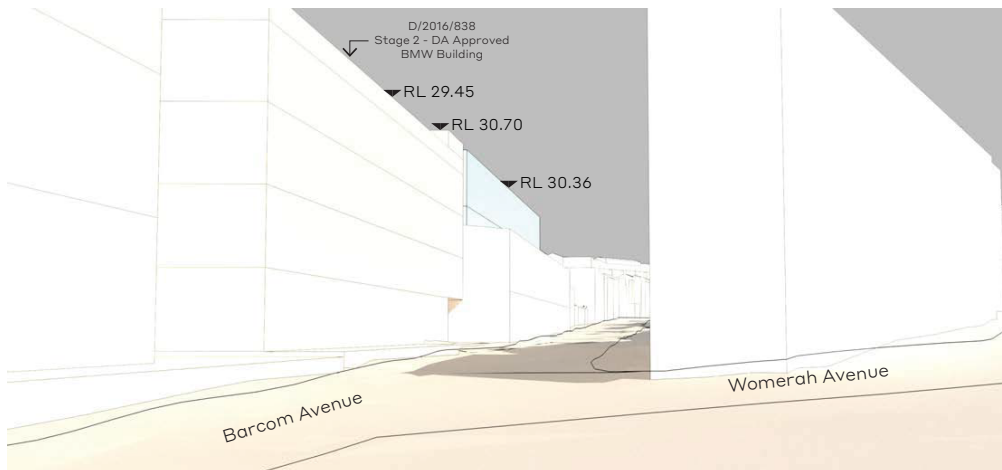 D/2016/838
Stage 2 - DA Approved
BMW Building
RL 29.45
RL 30.70
RL 30.36
Barcom Avenue
Womerah Avenue